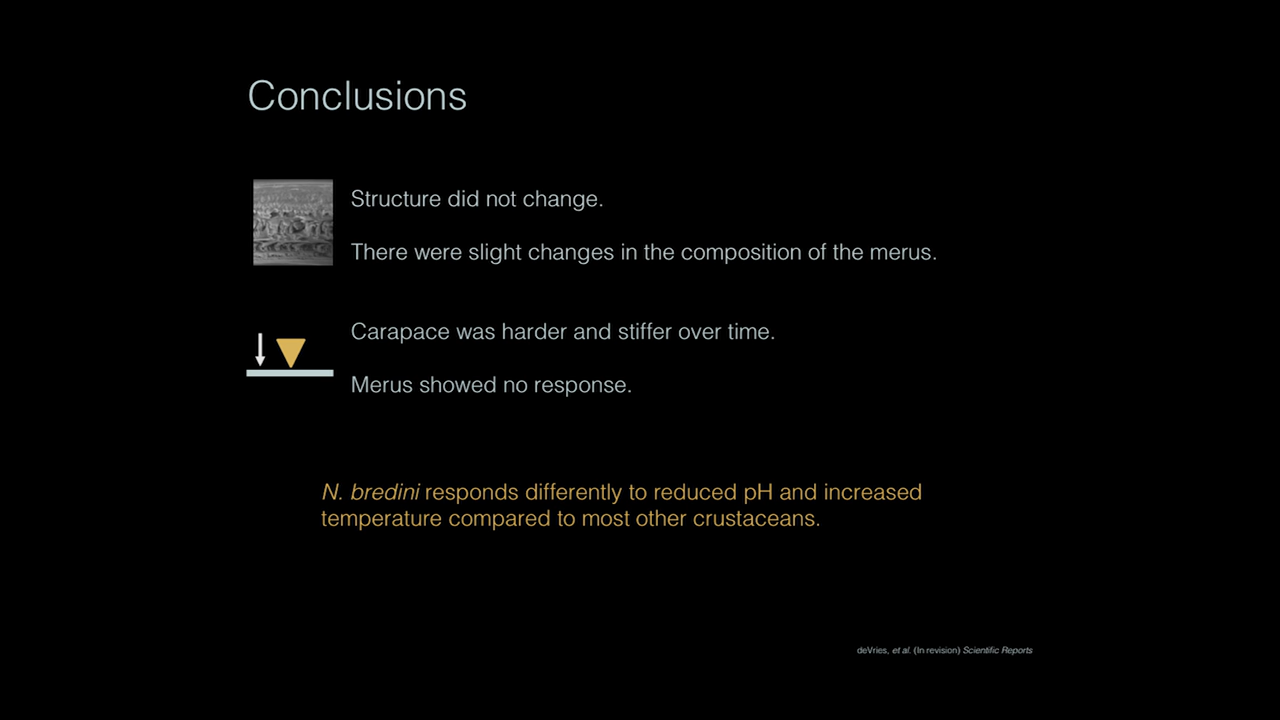 Conclusions
Structure did not change.
There were slight changes in the composition of the merus.
Carapace was harder and stiffer over time.
Merus showed no response.
N. bredini responds differently to reduced pH and increased
temperature compared to most other crustaceans.
deVries, et al. (In revision) Scientific Reports